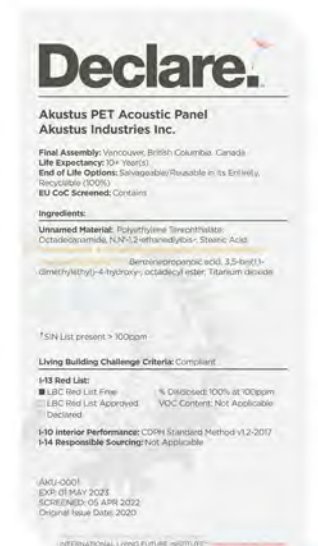 Declare.
Akustus PET Acoustic Panel
Akustus Industries Inc.
Final Assembly: Vancouver, British Columbia, Canada
Life Expectancy: 10+ Year(s)
End of Life Options: Salvageable/Reusable in its Entirety,
Recyclable (100%)
EU CoC Screened: Contains
Ingredients:
Unnamed Material: Polyethylene Terephthalate;
Octadecanamide, N,N'-1,2-ethanediylbis-; Stearic Acid;
Benzenepropanoic acid, 3,5-bis(1,1-
dimethylethyl)-4-hydroxy-, octadecyl ester; Titanium dioxide
SIN List present > 100ppm
Living Building Challenge Criteria: Compliant
I-13 Red List:
LBC Red List Free % Disclosed: 100% at 100ppm
LBC Red List Approved VOC Content: Not Applicable
Declared
I-10 Interior Performance: CDPH Standard Method v1.2-2017
I-14 Responsible Sourcing: Not Applicable
AKU-0001
EXP. 01 MAY 2023
SCREENED: 05 APR 2022
Original Issue Date: 2020
INTERNATIONAL LIVING FUTURE INSTITUTE